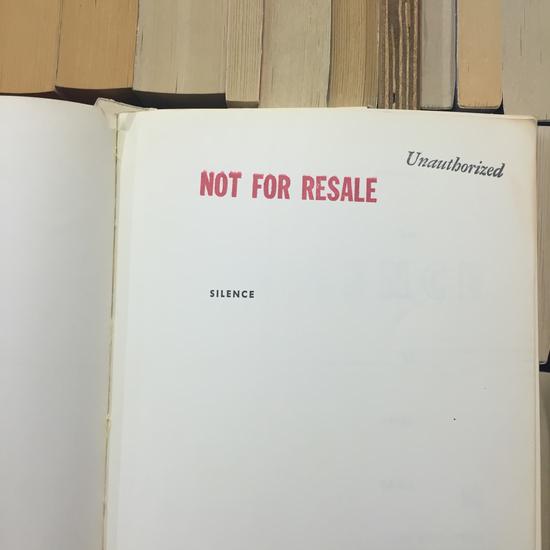 Unauthorized
NOT FOR RESALE
SILENCE